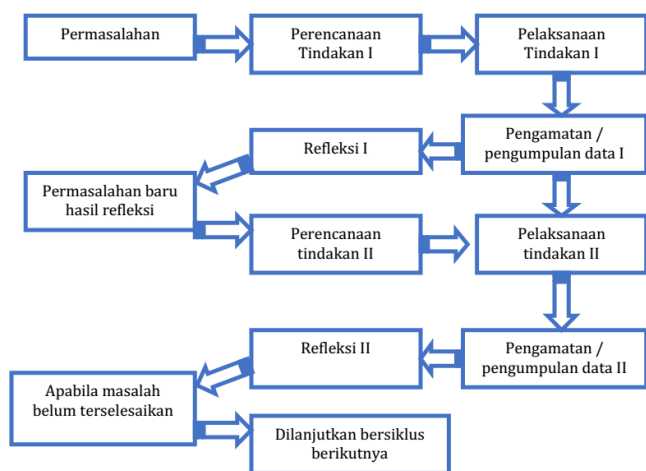 Permasalahan
Perencanaan
Tindakan I
Pelaksanaan
Tindakan I
Pengamatan /
pengumpulan data I
Refleksi I
Permasalahan baru
hasil refleksi
Perencanaan
tindakan II
Pelaksanaan
tindakan II
Pengamatan /
pengumpulan data II
Refleksi II
Apabila masalah
belum terselesaikan
Dilanjutkan bersiklus
berikutnya